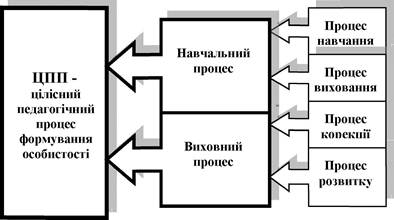 ЦПП -
цілісний
педагогічний
процес
формування
особистості
Навчальний
процес
Виховний
процес
Процес
навчання
Процес
виховання
Процес
корекції
Процес
розвитку